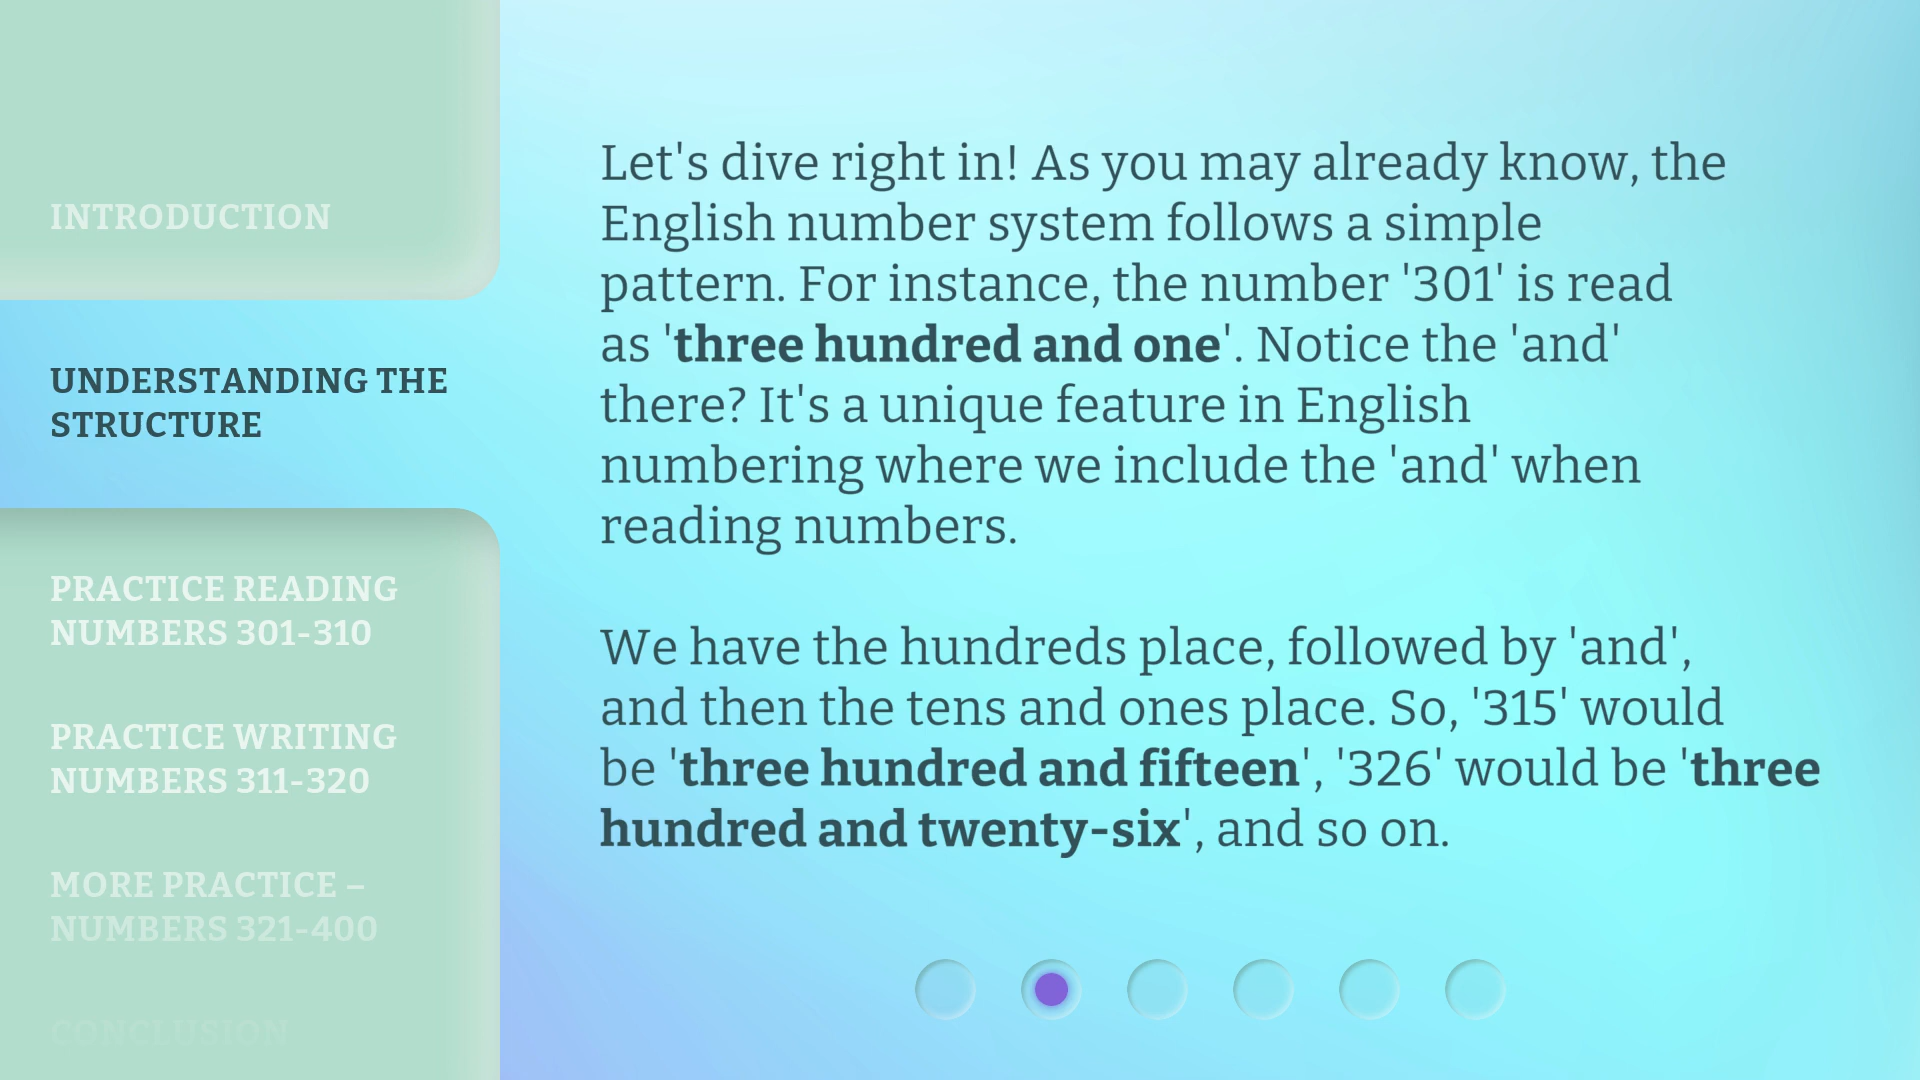 INTRODUCTION
UNDERSTANDING THE
STRUCTURE
PRACTICE READING
NUMBERS 301-310
PRACTICE WRITING
NUMBERS 311-320
MORE PRACTICE –
NUMBERS 321-400
CONCLUSION
Let's dive right in! As you may already know, the
English number system follows a simple
pattern. For instance, the number '301' is read
as 'three hundred and one'. Notice the 'and'
there? It's a unique feature in English
numbering where we include the 'and' when
reading numbers.
We have the hundreds place, followed by 'and',
and then the tens and ones place. So, '315' would
be 'three hundred and fifteen', '326' would be 'three
hundred and twenty-six', and so on.